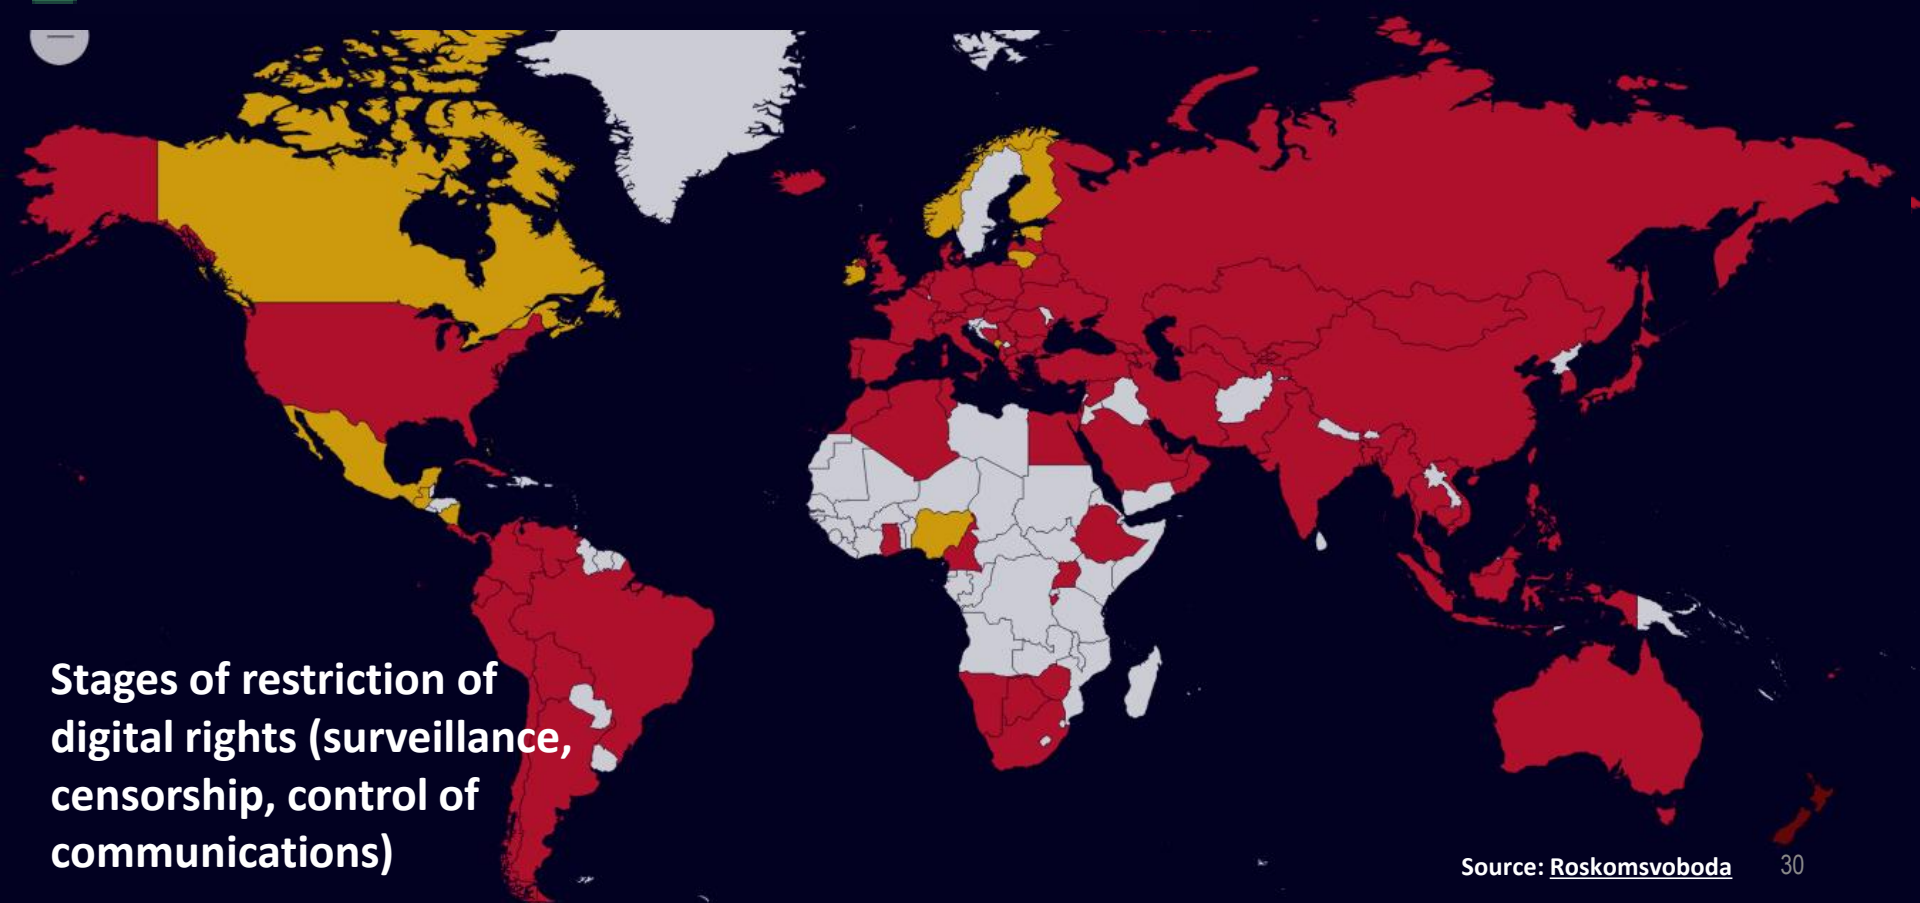 Stages of restriction of
digital rights (surveillance,
censorship, control of
communications)
Source: Roskomsvoboda
30